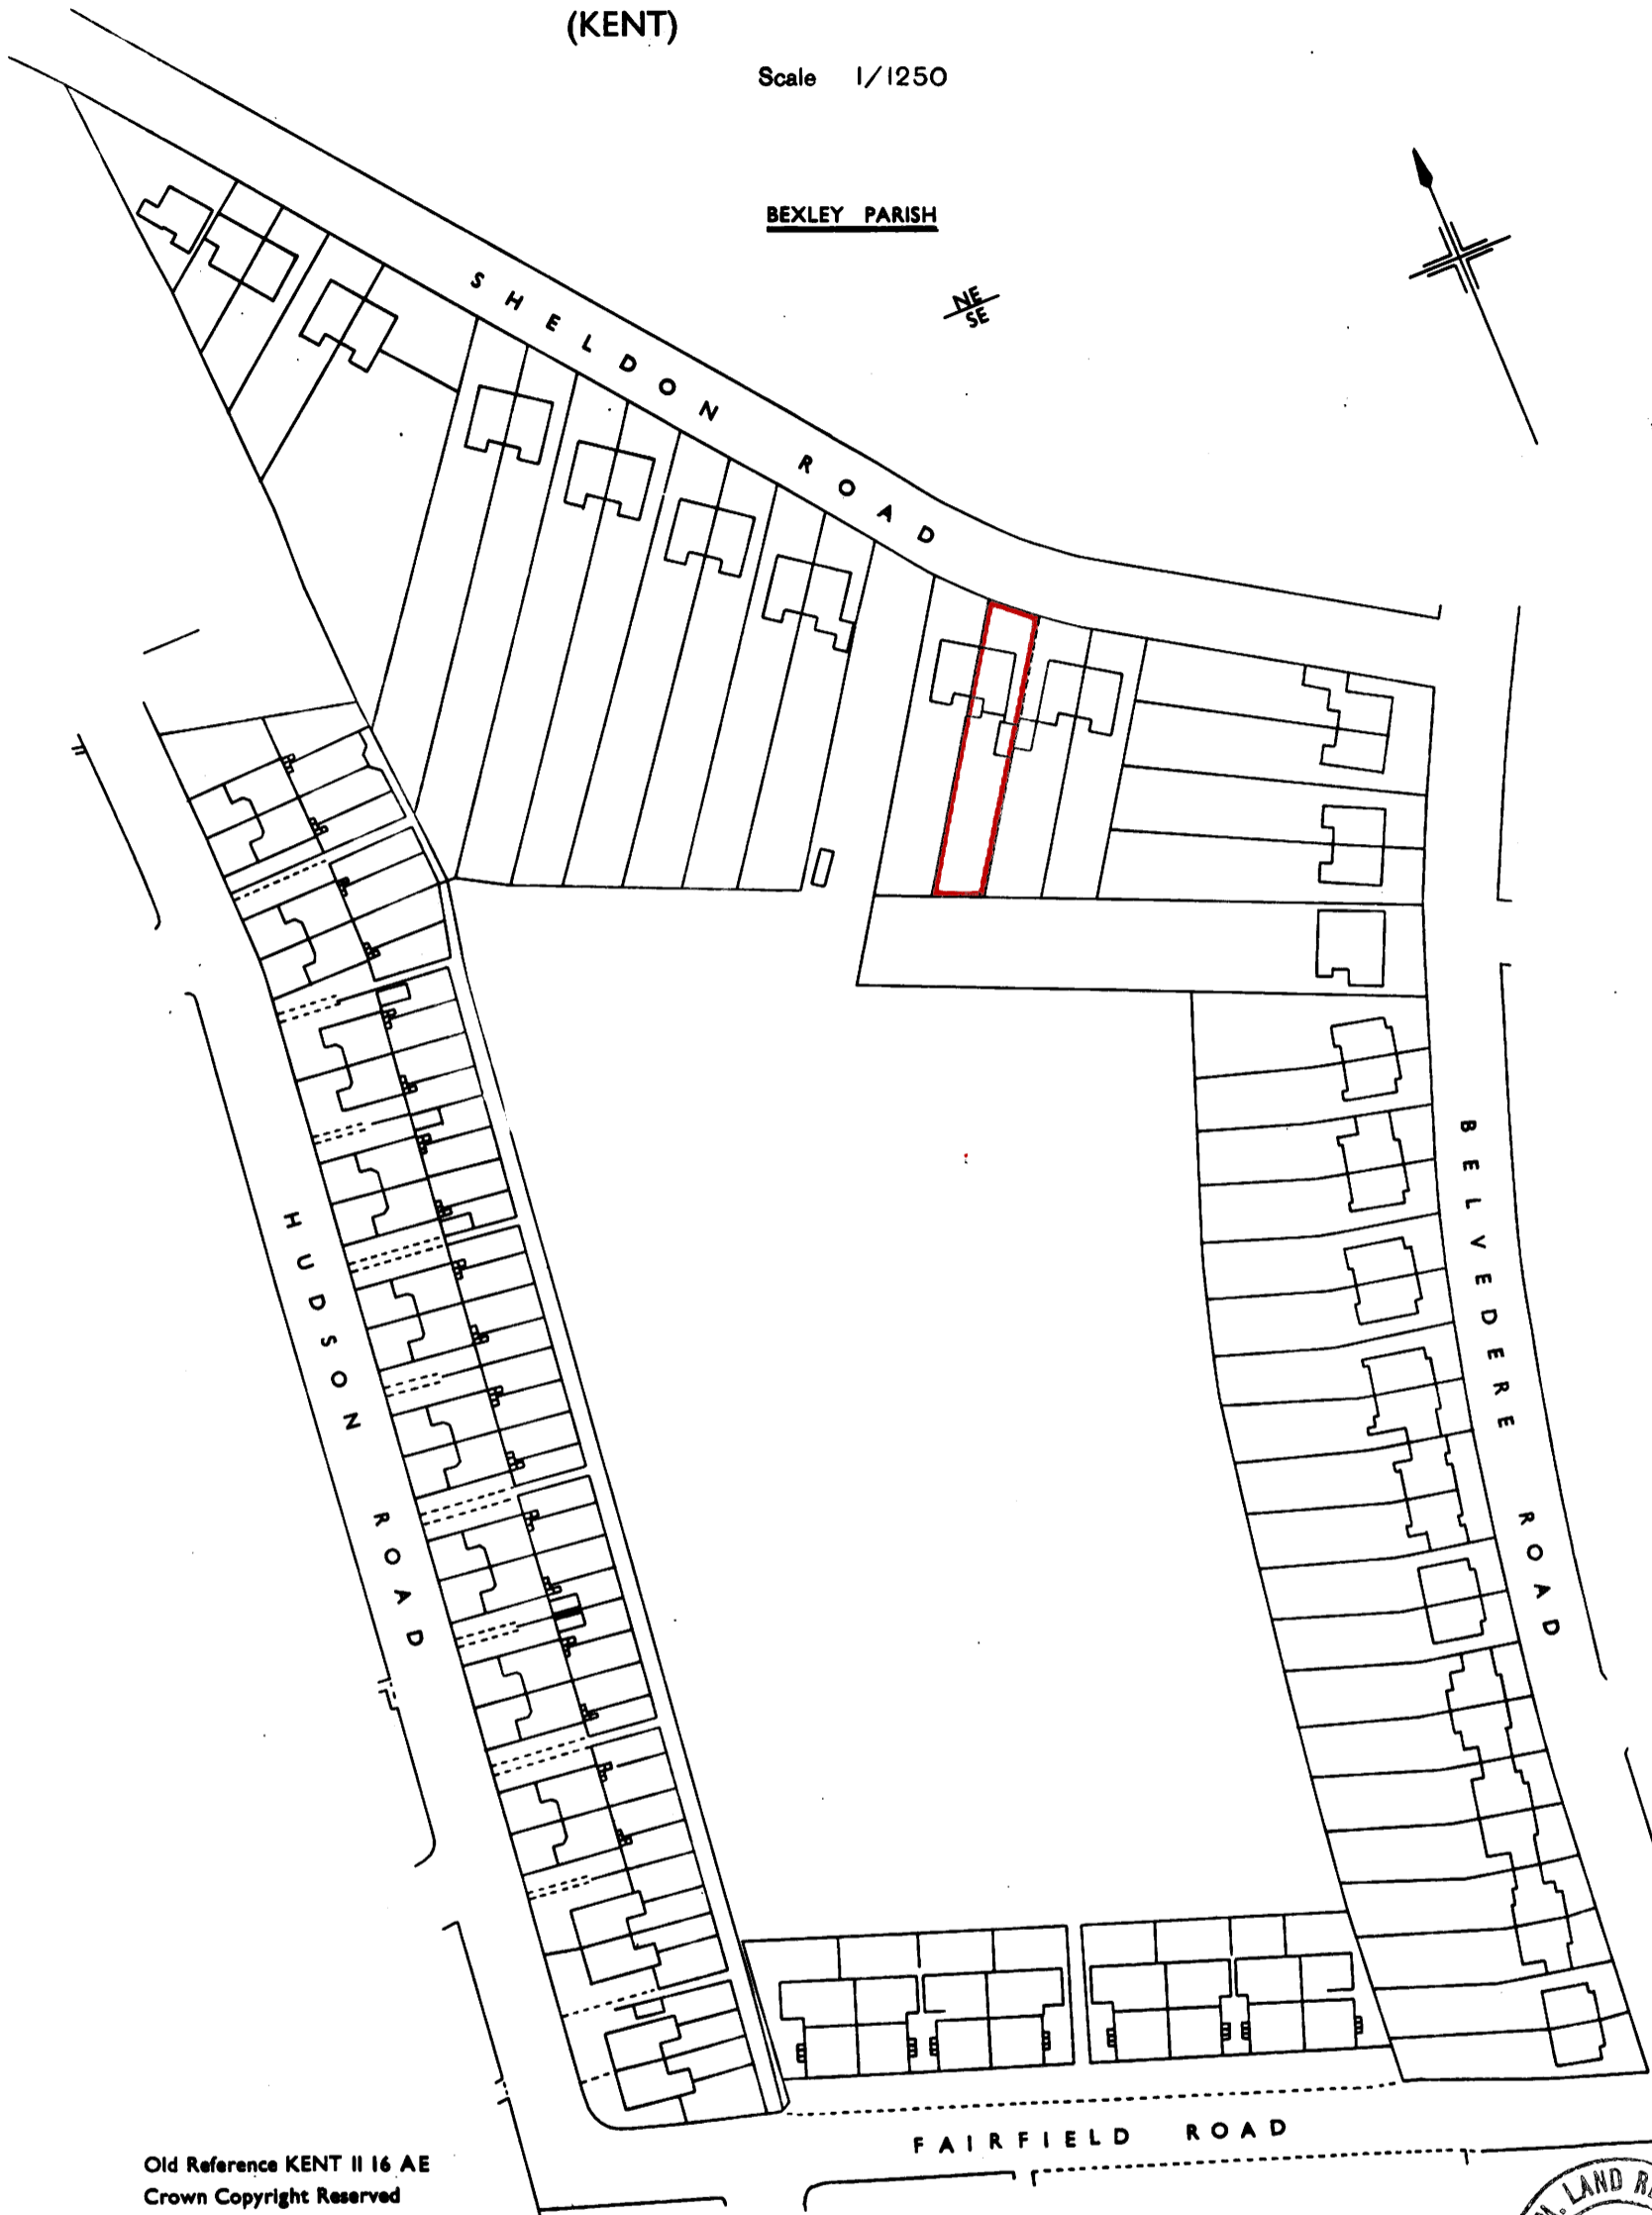 (KENT)
Scale 1/1250
BEXLEY PARISH
NE
SE
SHELDON ROAD
HUDSON ROAD
BELVEDERE ROAD
FAIRFIELD ROAD
Old Reference KENT II 16 AE
Crown Copyright Reserved
LAND